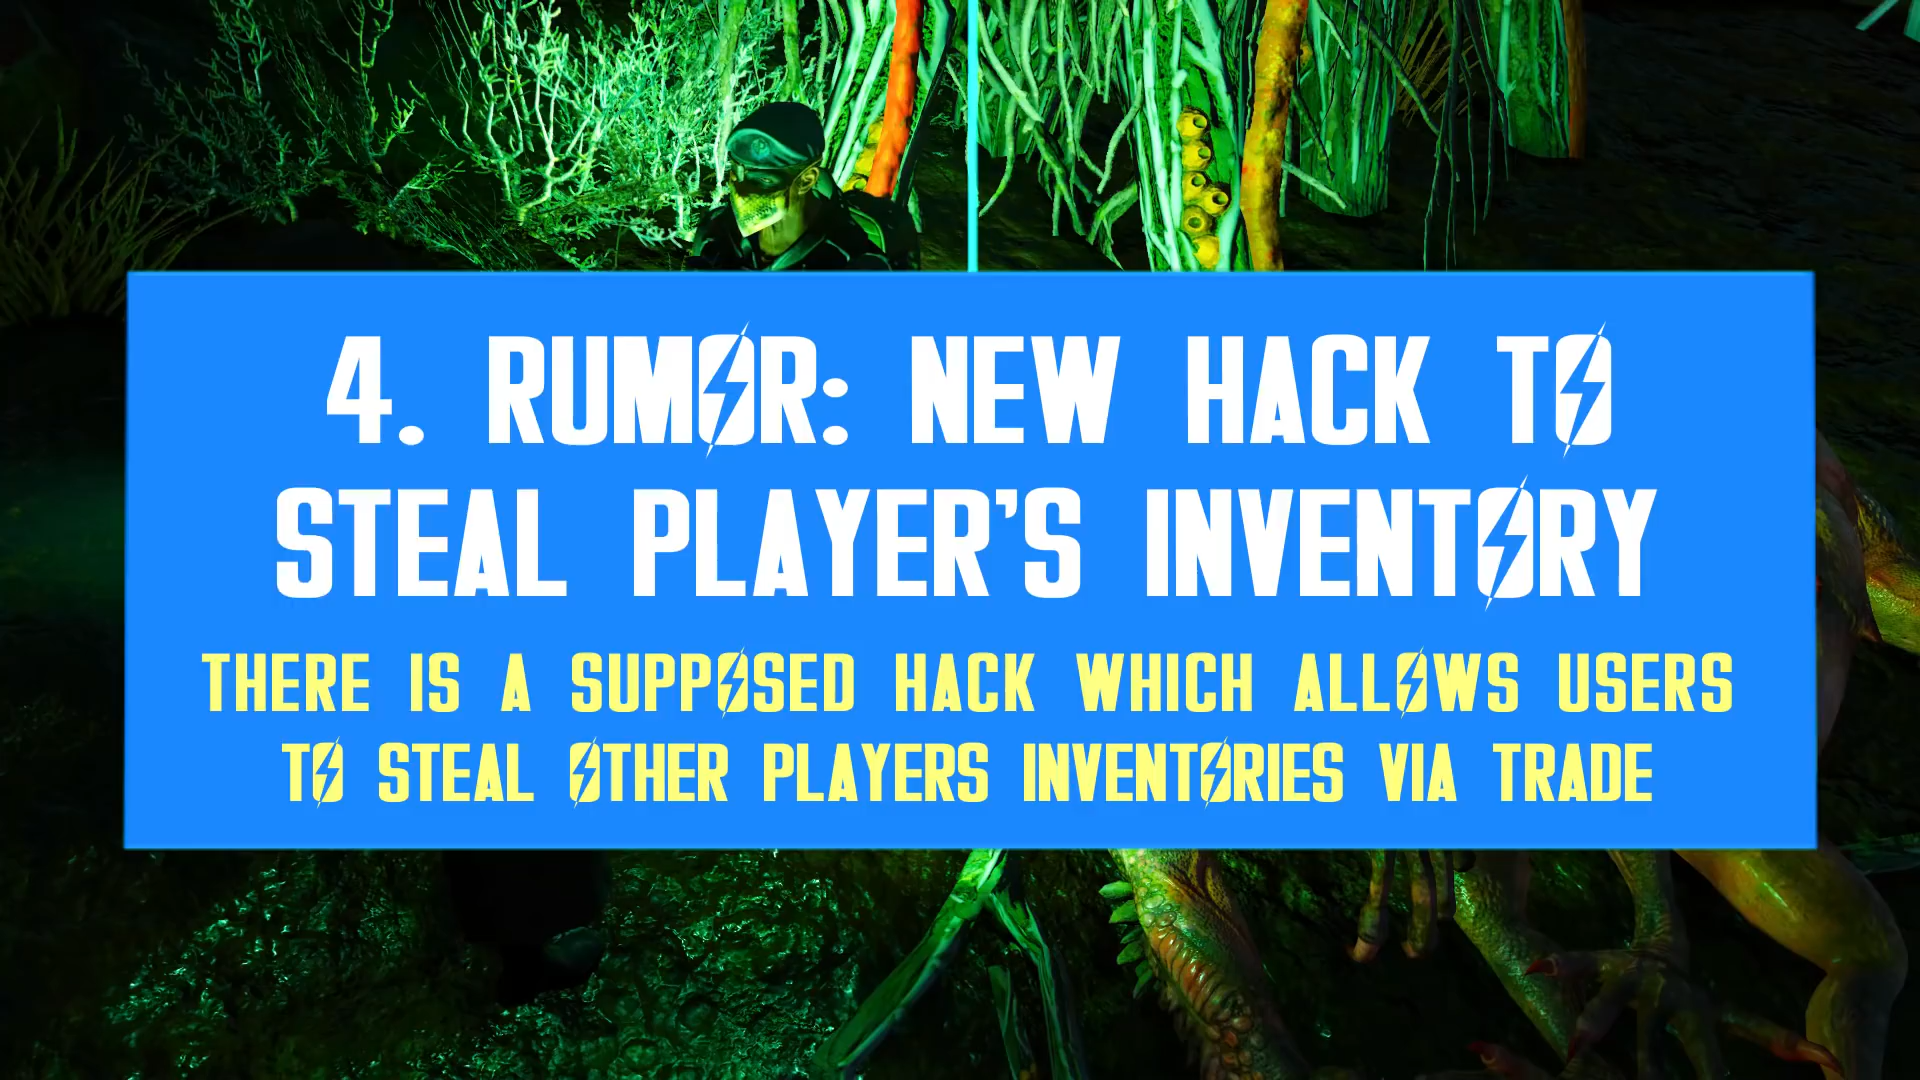 4. RUMOR: NEW HACK TO
STEAL PLAYER'S INVENTORY
THERE IS A SUPPOSED HACK WHICH ALLOWS USERS
TO STEAL OTHER PLAYERS INVENTORIES VIA TRADE